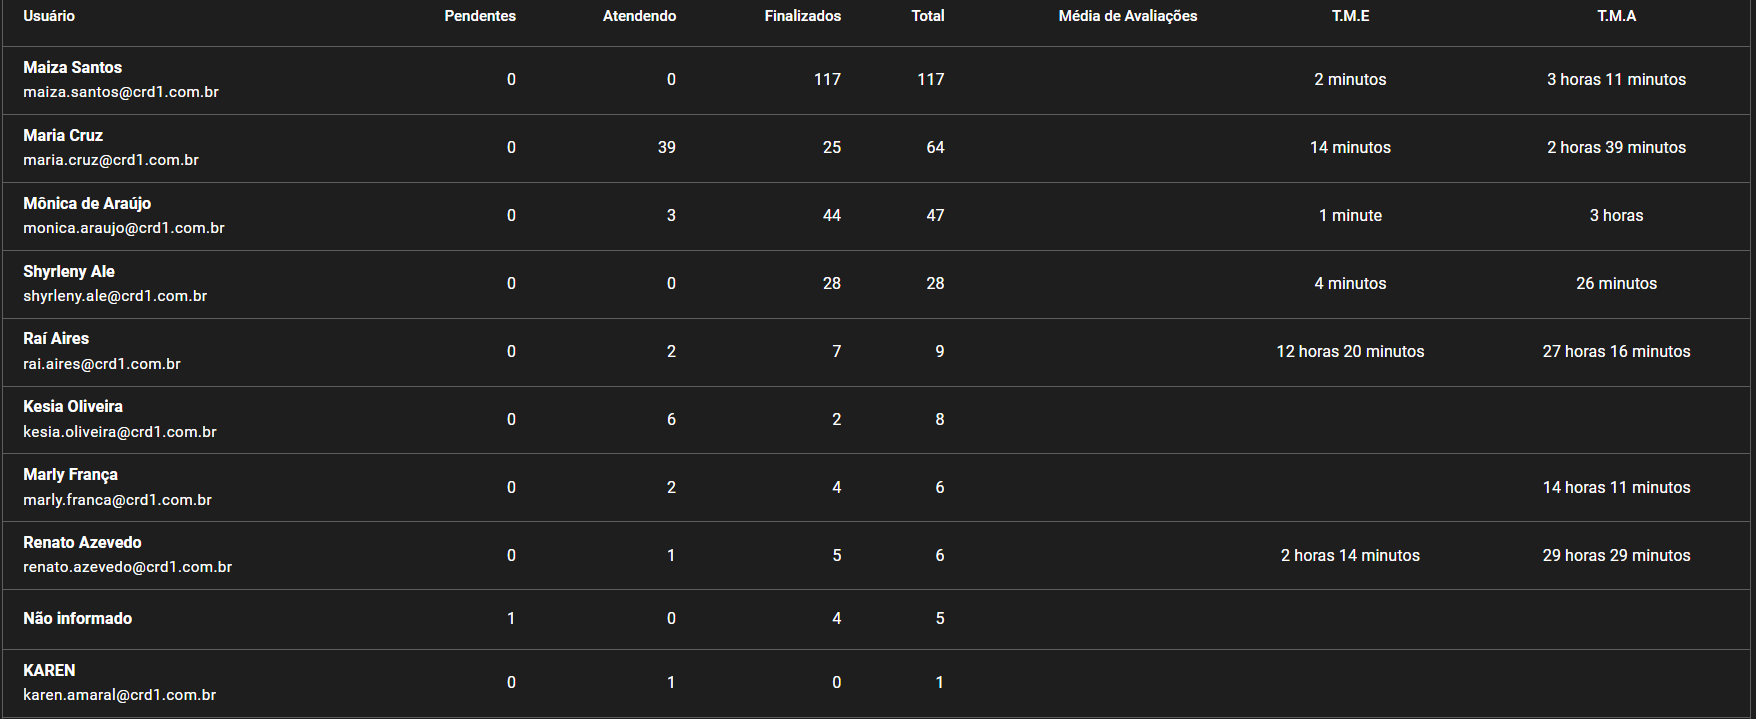 Usuário Pendentes Atendendo Finalizados Total Média de Avaliações T.M.E T.M.A
Maiza Santos
maiza.santos@crd1.com.br 0 0 117 117 2 minutos 3 horas 11 minutos
Maria Cruz
maria.cruz@crd1.com.br 0 39 25 64 14 minutos 2 horas 39 minutos
Mônica de Araújo
monica.araujo@crd1.com.br 0 3 44 47 1 minute 3 horas
Shyrleny Ale
shyrleny.ale@crd1.com.br 0 0 28 28 4 minutos 26 minutos
Raí Aires
rai.aires@crd1.com.br 0 2 7 9 12 horas 20 minutos 27 horas 16 minutos
Kesia Oliveira
kesia.oliveira@crd1.com.br 0 6 2 8
Marly França
marly.franca@crd1.com.br 0 2 4 6 14 horas 11 minutos
Renato Azevedo
renato.azevedo@crd1.com.br 0 1 5 6 2 horas 14 minutos 29 horas 29 minutos
Não informado 1 0 4 5
KAREN
karen.amaral@crd1.com.br 0 1 0 1